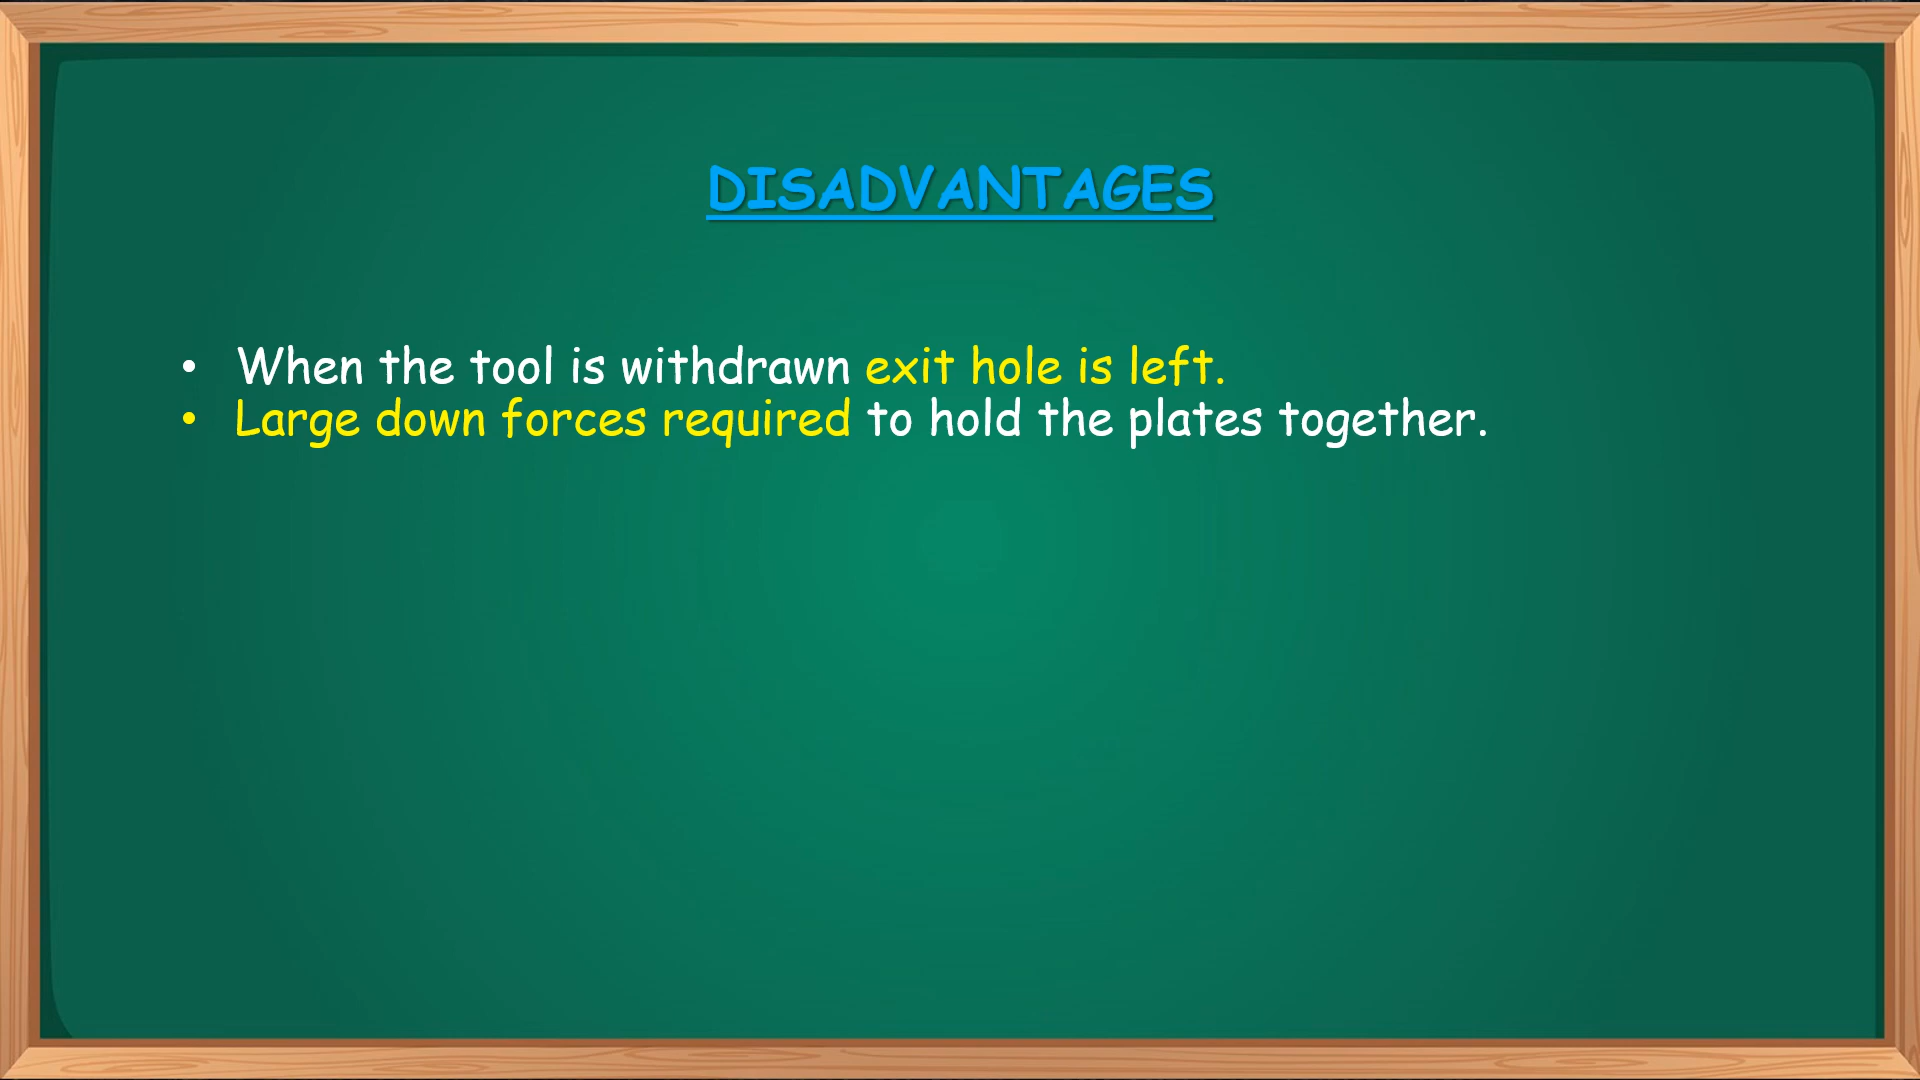 DISADVANTAGES
• When the tool is withdrawn exit hole is left.
• Large down forces required to hold the plates together.